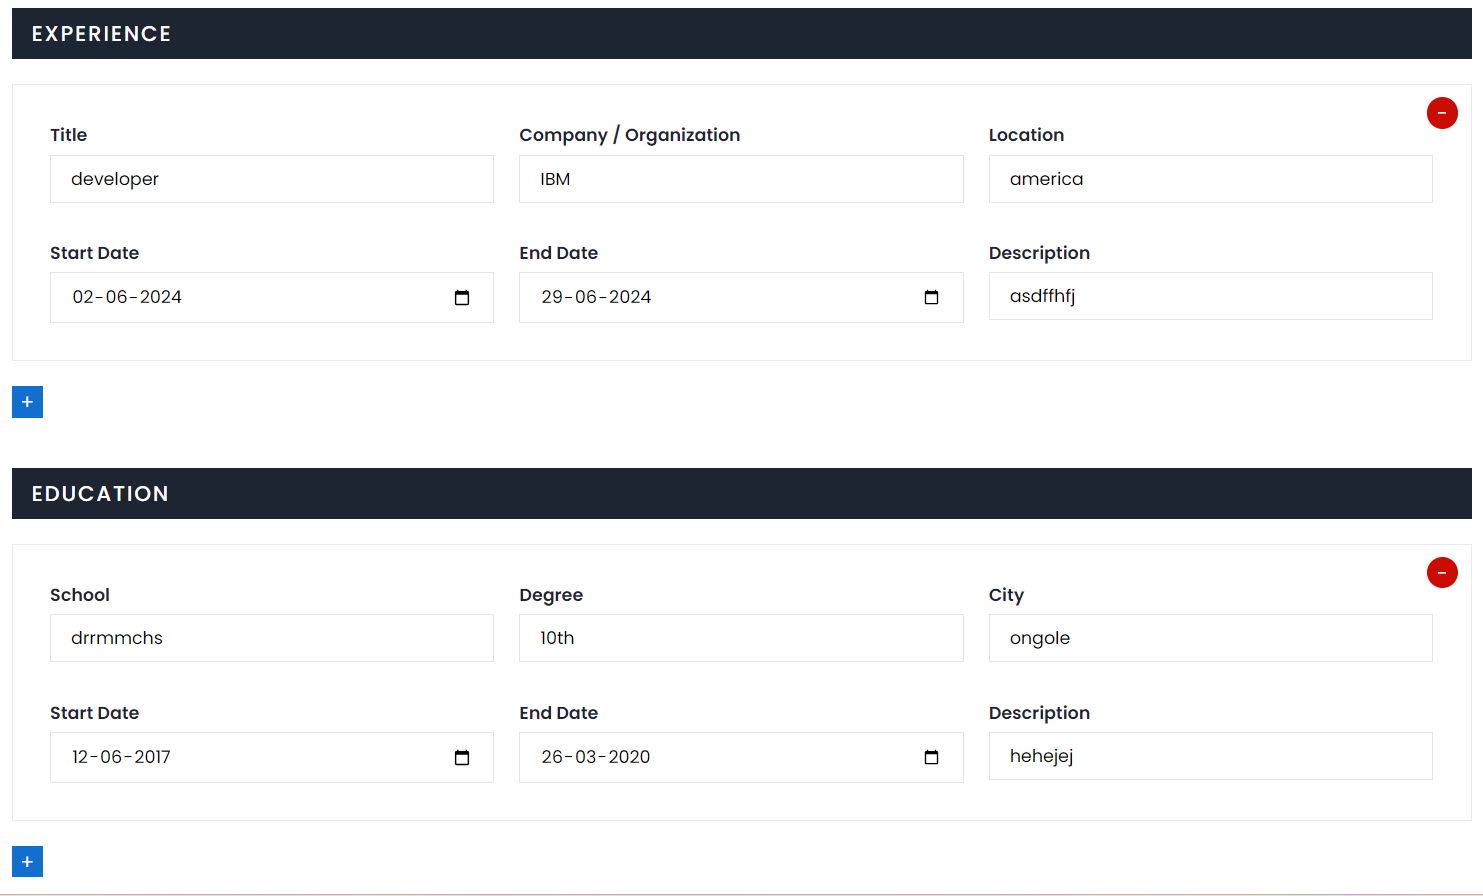 EXPERIENCE
-
Title Company / Organization Location
developer IBM america
Start Date End Date Description
02-06-2024 29-06-2024 asdffhfj
+
EDUCATION
-
School Degree City
drrmmchs 10th ongole
Start Date End Date Description
12-06-2017 26-03-2020 hehejej
+